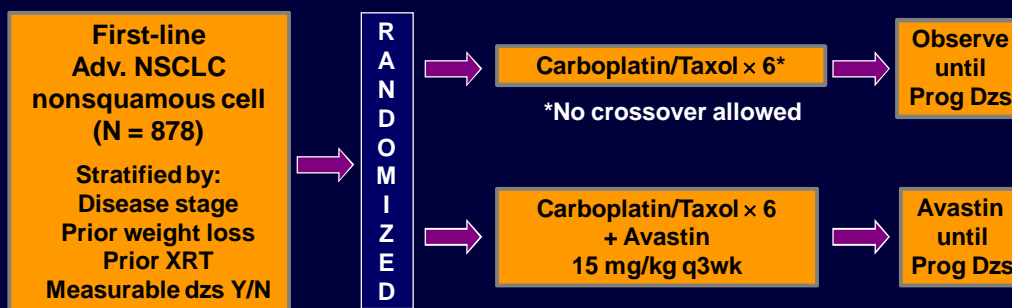 First-line
Adv. NSCLC
nonsquamous cell
(N = 878)
Stratified by:
Disease stage
Prior weight loss
Prior XRT
Measurable dzs Y/N
R
A
N
D
O
M
I
Z
E
D
Carboplatin/Taxol × 6*
*No crossover allowed
Observe
until
Prog Dzs
Carboplatin/Taxol × 6
+ Avastin
15 mg/kg q3wk
Avastin
until
Prog Dzs